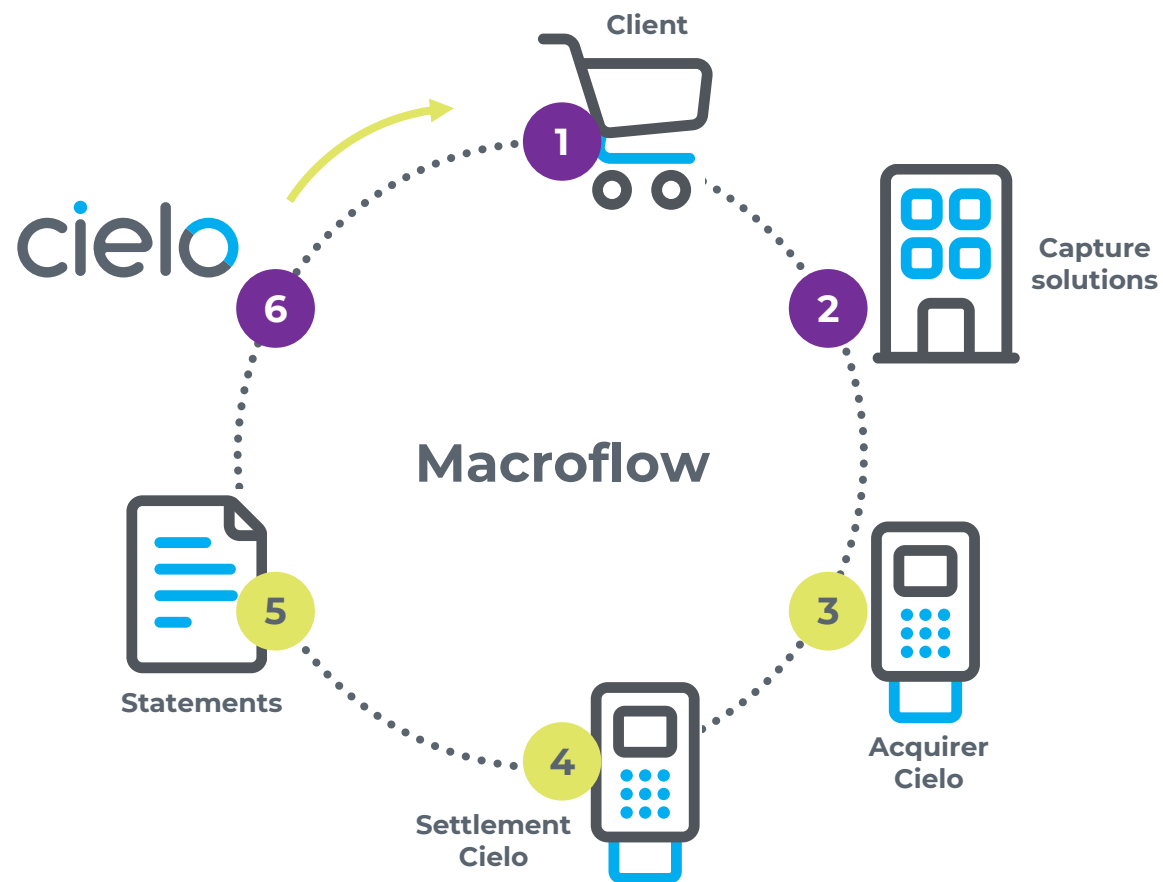 Client
1
cielo
Capture
solutions
6
2
Macroflow
5
3
Statements
4
Acquirer
Cielo
Settlement
Cielo